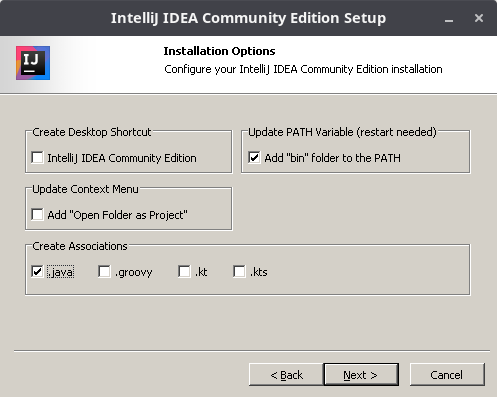 IntelliJ IDEA Community Edition Setup
IJ
Installation Options
Configure your IntelliJ IDEA Community Edition installation
Create Desktop Shortcut
IntelliJ IDEA Community Edition
Update PATH Variable (restart needed)
Add "bin" folder to the PATH
Update Context Menu
Add "Open Folder as Project"
Create Associations
.java .groovy .kt .kts
< Back Next > Cancel